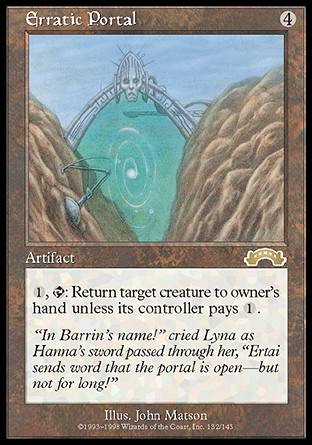 Erratic Portal 4
Artifact
1, : Return target creature to owner's
hand unless its controller pays 1.
"In Barrin's name!" cried Lyna as
Hanna's sword passed through her, "Ertai
sends word that the portal is open—but
not for long!"
Illus. John Matson
©1993–1998 Wizards of the Coast, Inc. 132/143